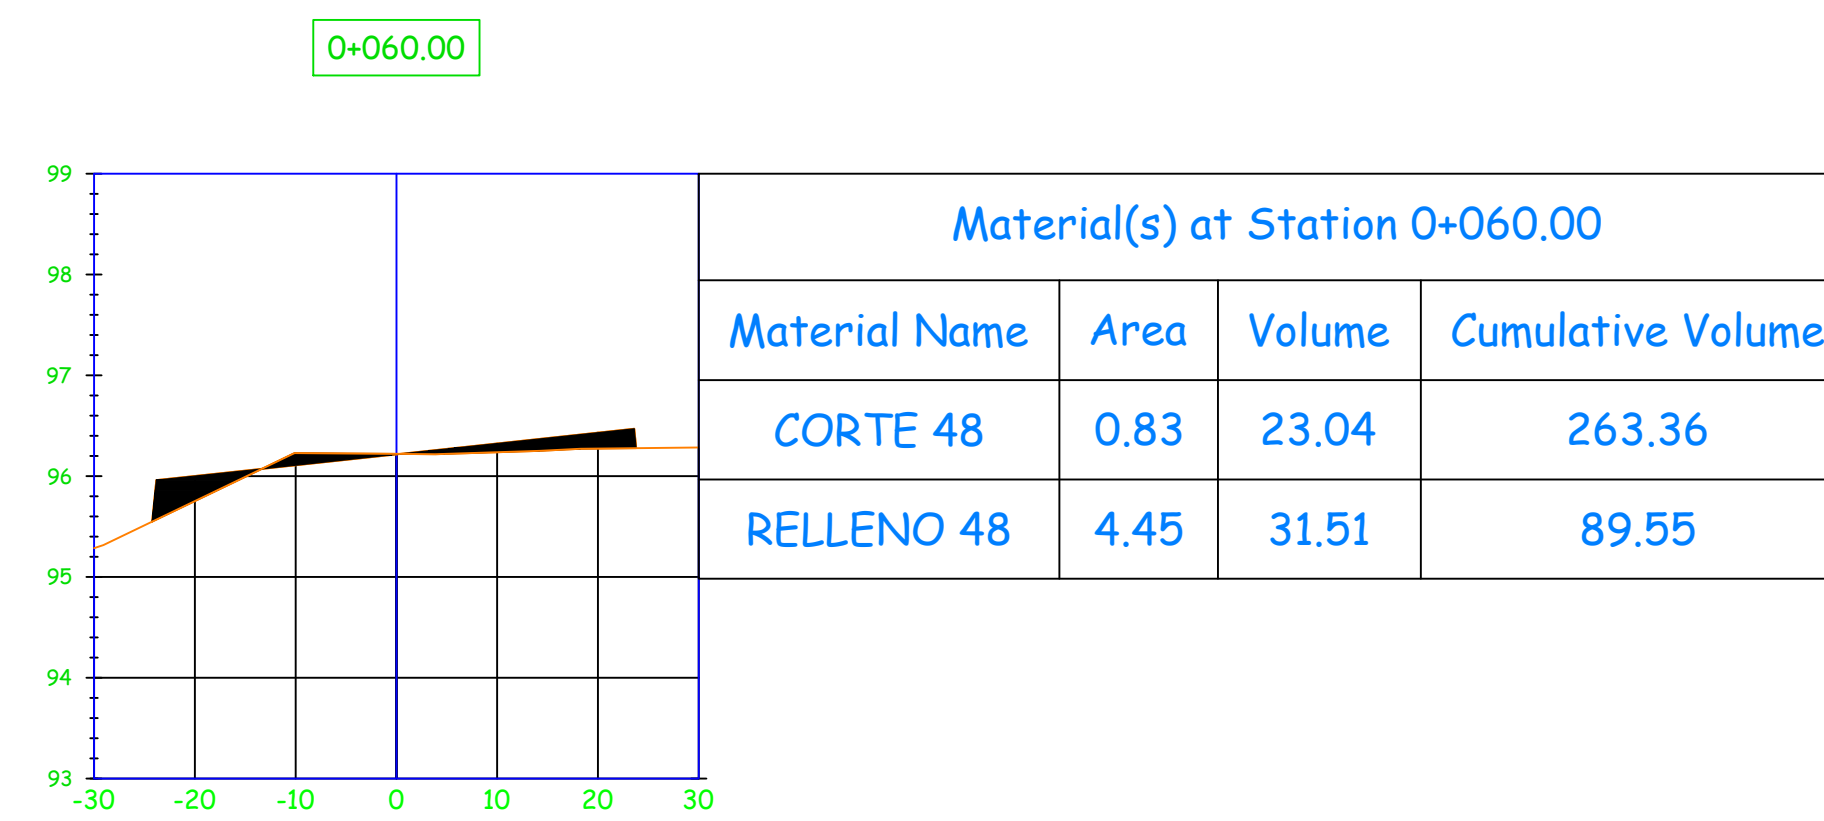 0+060.00
99
98
97
96
95
94
93
-30 -20 -10 0 10 20 30
Material(s) at Station 0+060.00
Material Name Area Volume Cumulative Volume
CORTE 48 0.83 23.04 263.36
RELLENO 48 4.45 31.51 89.55